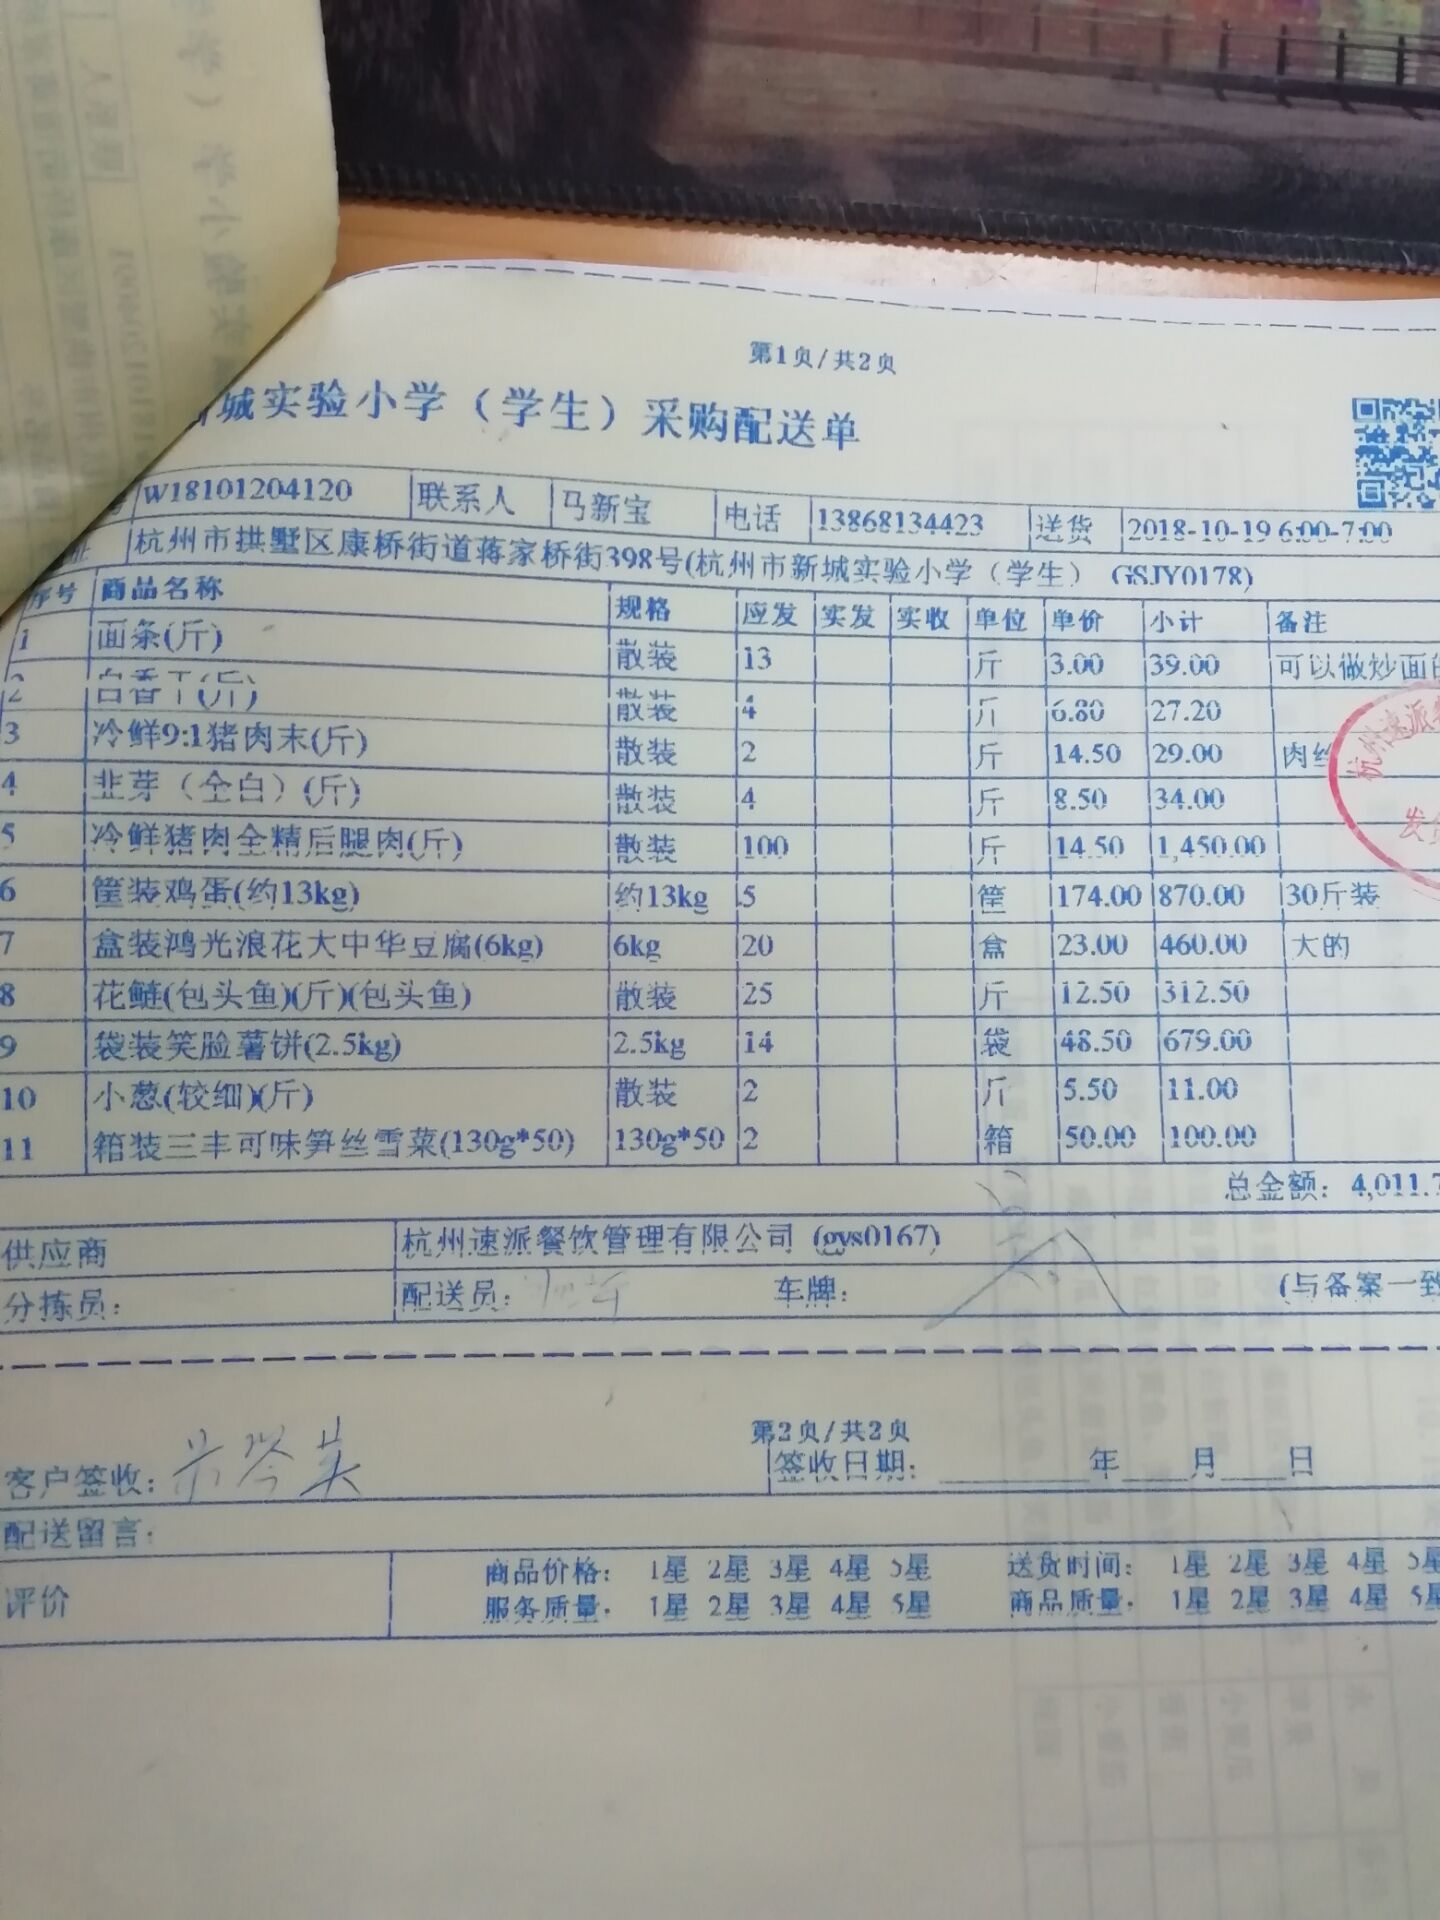 第1页/共2页
城实验小学（学生）采购配送单
W18101204120 联系人 马新宝 电话 13868134423 送货 2018-10-19 6:00-7:00
址 杭州市拱墅区康桥街道蒋家桥街398号(杭州市新城实验小学（学生） GSJY0178)
序号 商品名称 规格 应发 实发 实收 单位 单价 小计 备注
1 面条(斤) 散装 13 斤 3.00 39.00 可以做炒面的
2 白香干(斤) 散装 4 斤 6.80 27.20
3 冷鲜9:1猪肉末(斤) 散装 2 斤 14.50 29.00 肉丝
4 韭芽（全白）(斤) 散装 4 斤 8.50 34.00
5 冷鲜猪肉全精后腿肉(斤) 散装 100 斤 14.50 1,450.00
6 筐装鸡蛋(约13kg) 约13kg 5 筐 174.00 870.00 30斤装
7 盒装鸿光浪花大中华豆腐(6kg) 6kg 20 盒 23.00 460.00 大的
8 花鲢(包头鱼)(斤)(包头鱼) 散装 25 斤 12.50 312.50
9 袋装笑脸薯饼(2.5kg) 2.5kg 14 袋 48.50 679.00
10 小葱(较细)(斤) 散装 2 斤 5.50 11.00
11 箱装三丰可味笋丝雪菜(130g*50) 130g*50 2 箱 50.00 100.00
杭州速派
发
总金额: 4,011.7
供应商 杭州速派餐饮管理有限公司 (gys0167)
分拣员: 配送员: 车牌: (与备案一致
第2页/共2页
客户签收: 签收日期: ____年____月____日
配送留言:
评价 商品价格: 1星 2星 3星 4星 5星 送货时间: 1星 2星 3星 4星 5星
服务质量: 1星 2星 3星 4星 5星 商品质量: 1星 2星 3星 4星 5星